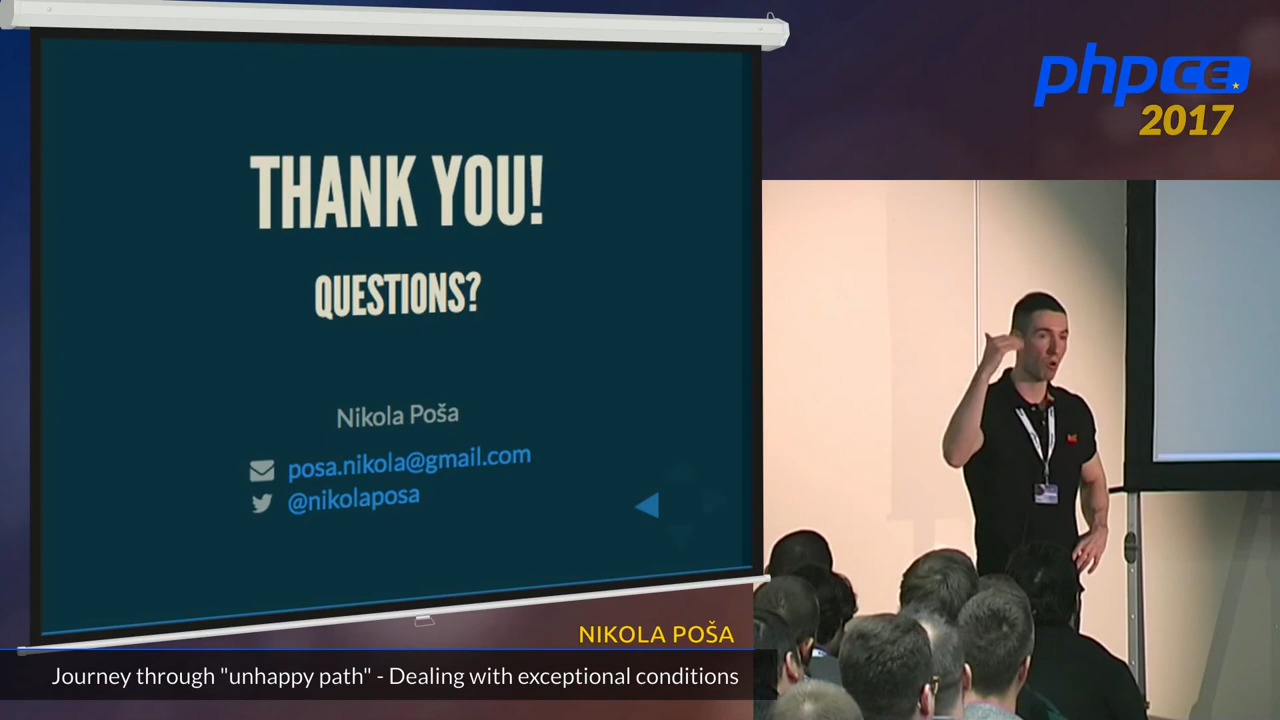 THANK YOU!
QUESTIONS?
Nikola Poša
posa.nikola@gmail.com
@nikolaposa
phpCE
2017
NIKOLA POŠA
Journey through "unhappy path" - Dealing with exceptional conditions